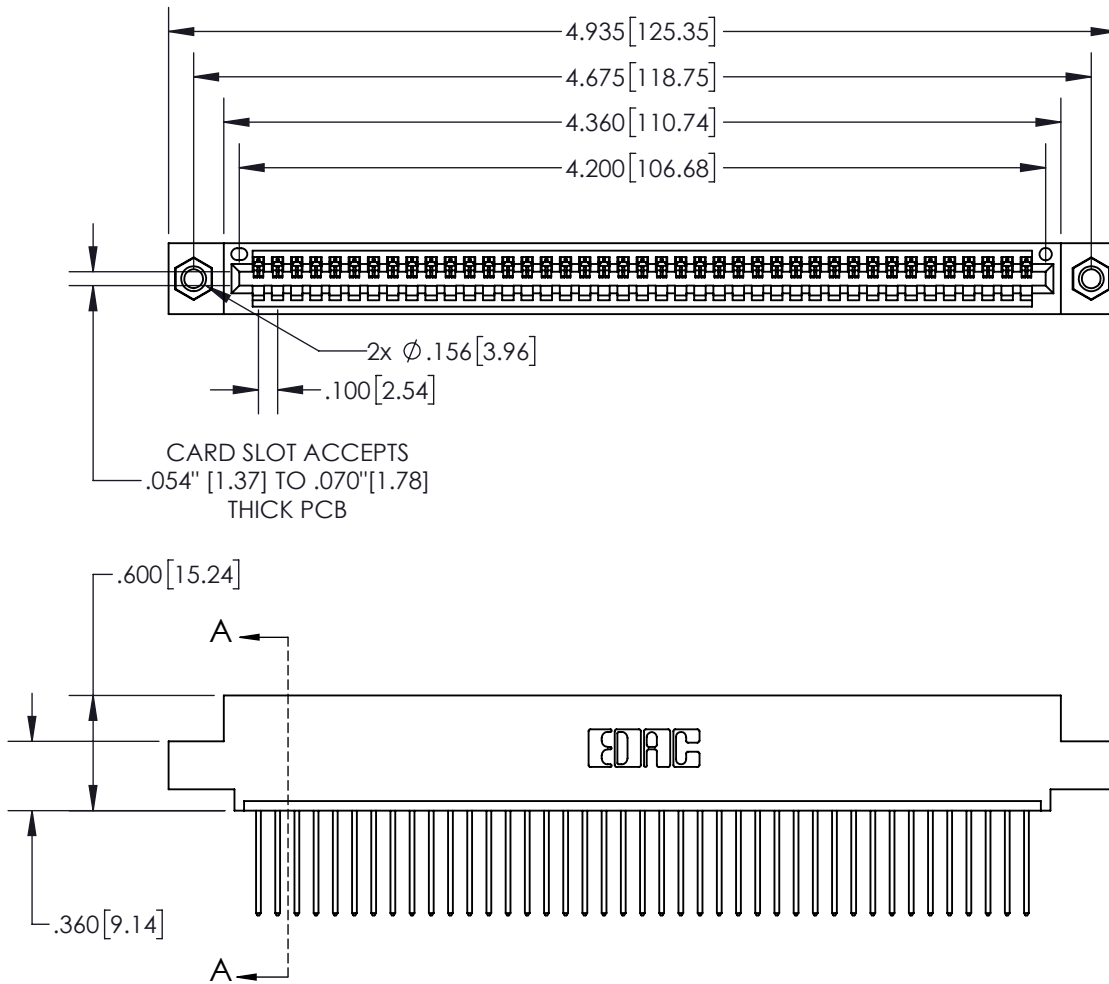 4.935[125.35]
4.675[118.75]
4.360[110.74]
4.200[106.68]
2x Ø .156[3.96]
.100[2.54]
CARD SLOT ACCEPTS
.054" [1.37] TO .070"[1.78]
THICK PCB
.600[15.24]
A
EDAC
.360[9.14]
A